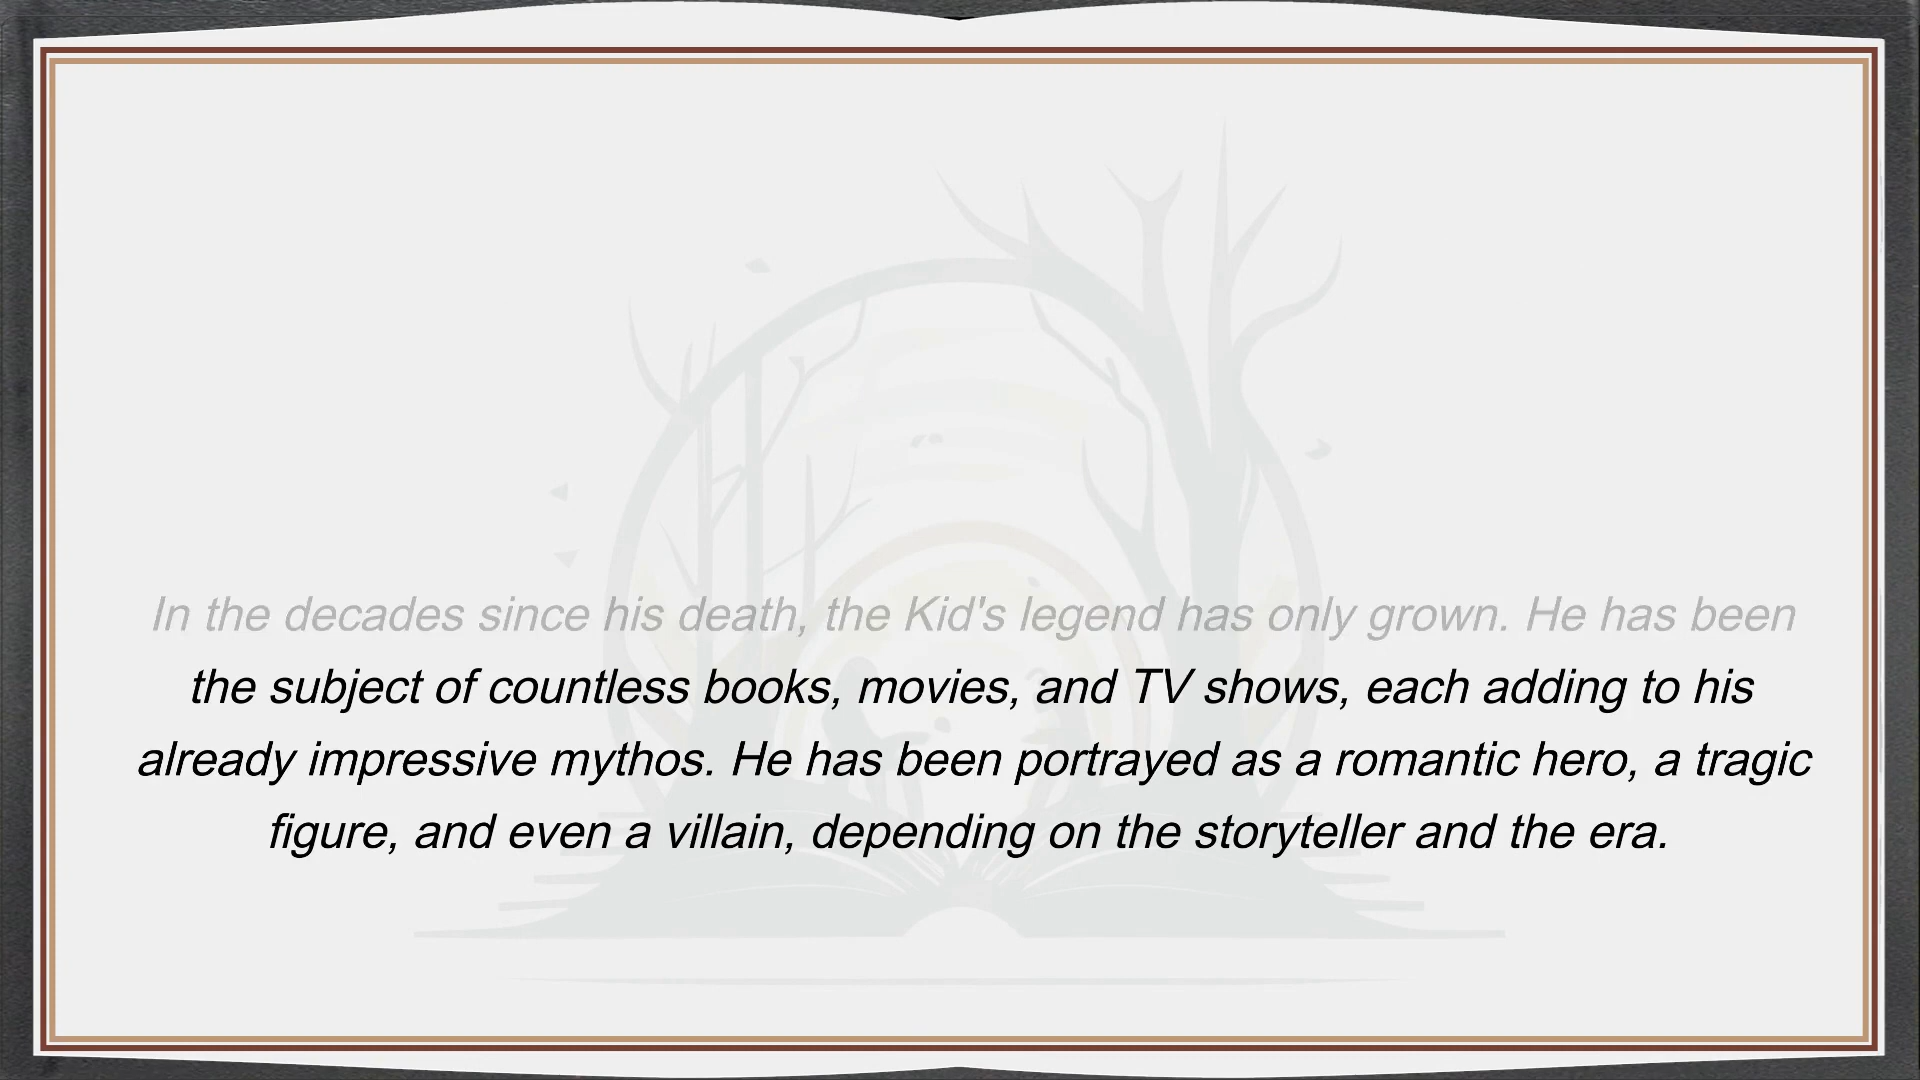 In the decades since his death, the Kid's legend has only grown. He has been
the subject of countless books, movies, and TV shows, each adding to his
already impressive mythos. He has been portrayed as a romantic hero, a tragic
figure, and even a villain, depending on the storyteller and the era.